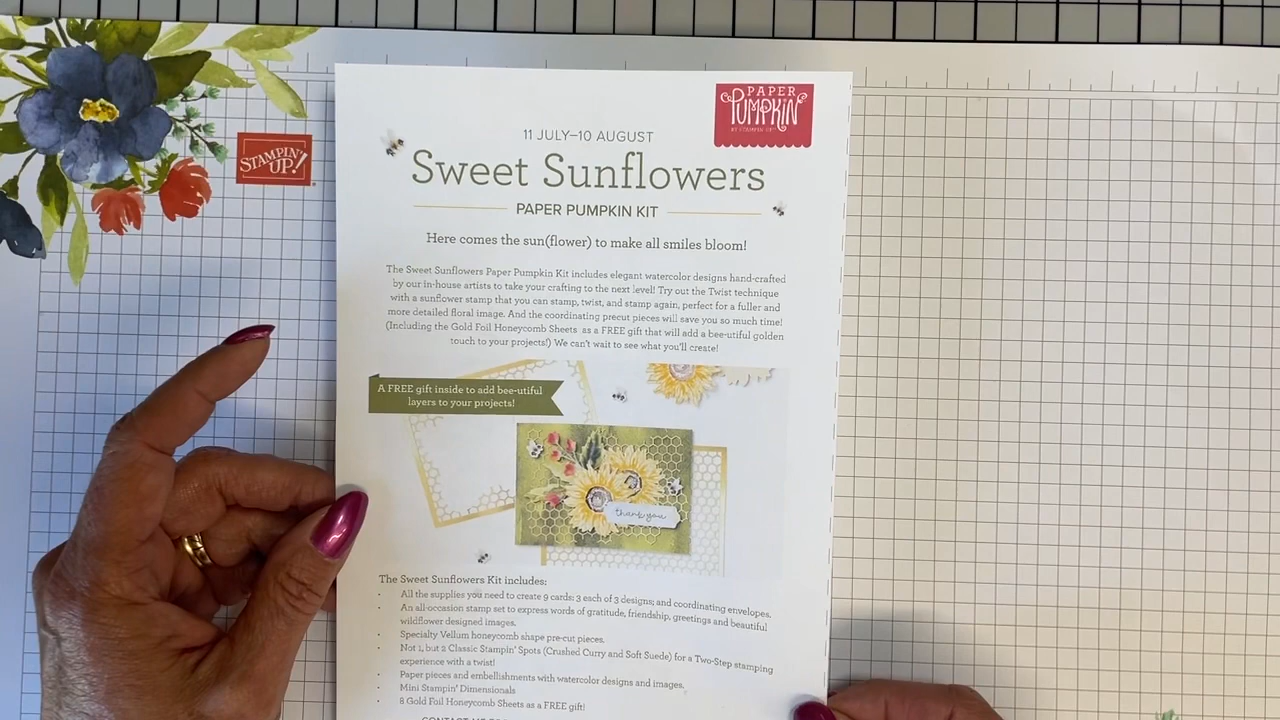 PAPER
PUMPKIN
BY STAMPIN' UP!
11 JULY–10 AUGUST
STAMPIN'
UP!
Sweet Sunflowers
PAPER PUMPKIN KIT
Here comes the sun(flower) to make all smiles bloom!
The Sweet Sunflowers Paper Pumpkin Kit includes elegant watercolor designs hand-crafted
by our in-house artists to take your crafting to the next level! Try out the Twist technique
with a sunflower stamp that you can stamp, twist, and stamp again, perfect for a fuller and
more detailed floral image. And the coordinating precut pieces will save you so much time!
(Including the Gold Foil Honeycomb Sheets as a FREE gift that will add a bee-utiful golden
touch to your projects!) We can't wait to see what you'll create!
A FREE gift inside to add bee-utiful
layers to your projects!
thank you
The Sweet Sunflowers Kit includes:
• All the supplies you need to create 9 cards: 3 each of 3 designs; and coordinating envelopes.
• An all-occasion stamp set to express words of gratitude, friendship, greetings and beautiful
wildflower designed images.
• Specialty Vellum honeycomb shape pre-cut pieces.
• Not 1, but 2 Classic Stampin' Spots (Crushed Curry and Soft Suede) for a Two-Step stamping
experience with a twist!
• Paper pieces and embellishments with watercolor designs and images.
• Mini Stampin' Dimensionals
• 8 Gold Foil Honeycomb Sheets as a FREE gift!